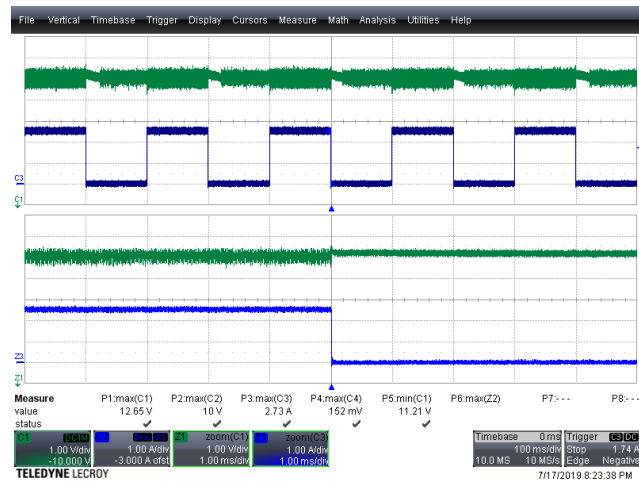 File Vertical Timebase Trigger Display Cursors Measure Math Analysis Utilities Help
C3
C1
Z3
Z1
Measure P1:max(C1) P2:max(C2) P3:max(C3) P4:max(C4) P5:min(C1) P6:max(Z2) P7:--- P8:---
value 12.65 V 10 V 2.73 A 152 mV 11.21 V
status
C1 DC1M
1.00 V/div
-10.000 V
1.00 A/div
-3.000 A ofst
Z1 zoom(C1)
1.00 V/div
1.00 ms/div
zoom(C3)
1.00 A/div
1.00 ms/div
Timebase 0 ms
100 ms/div
10.0 MS 10 MS/s
Trigger C3 DC
Stop 1.74 A
Edge Negative
TELEDYNE LECROY
7/17/2019 8:23:38 PM